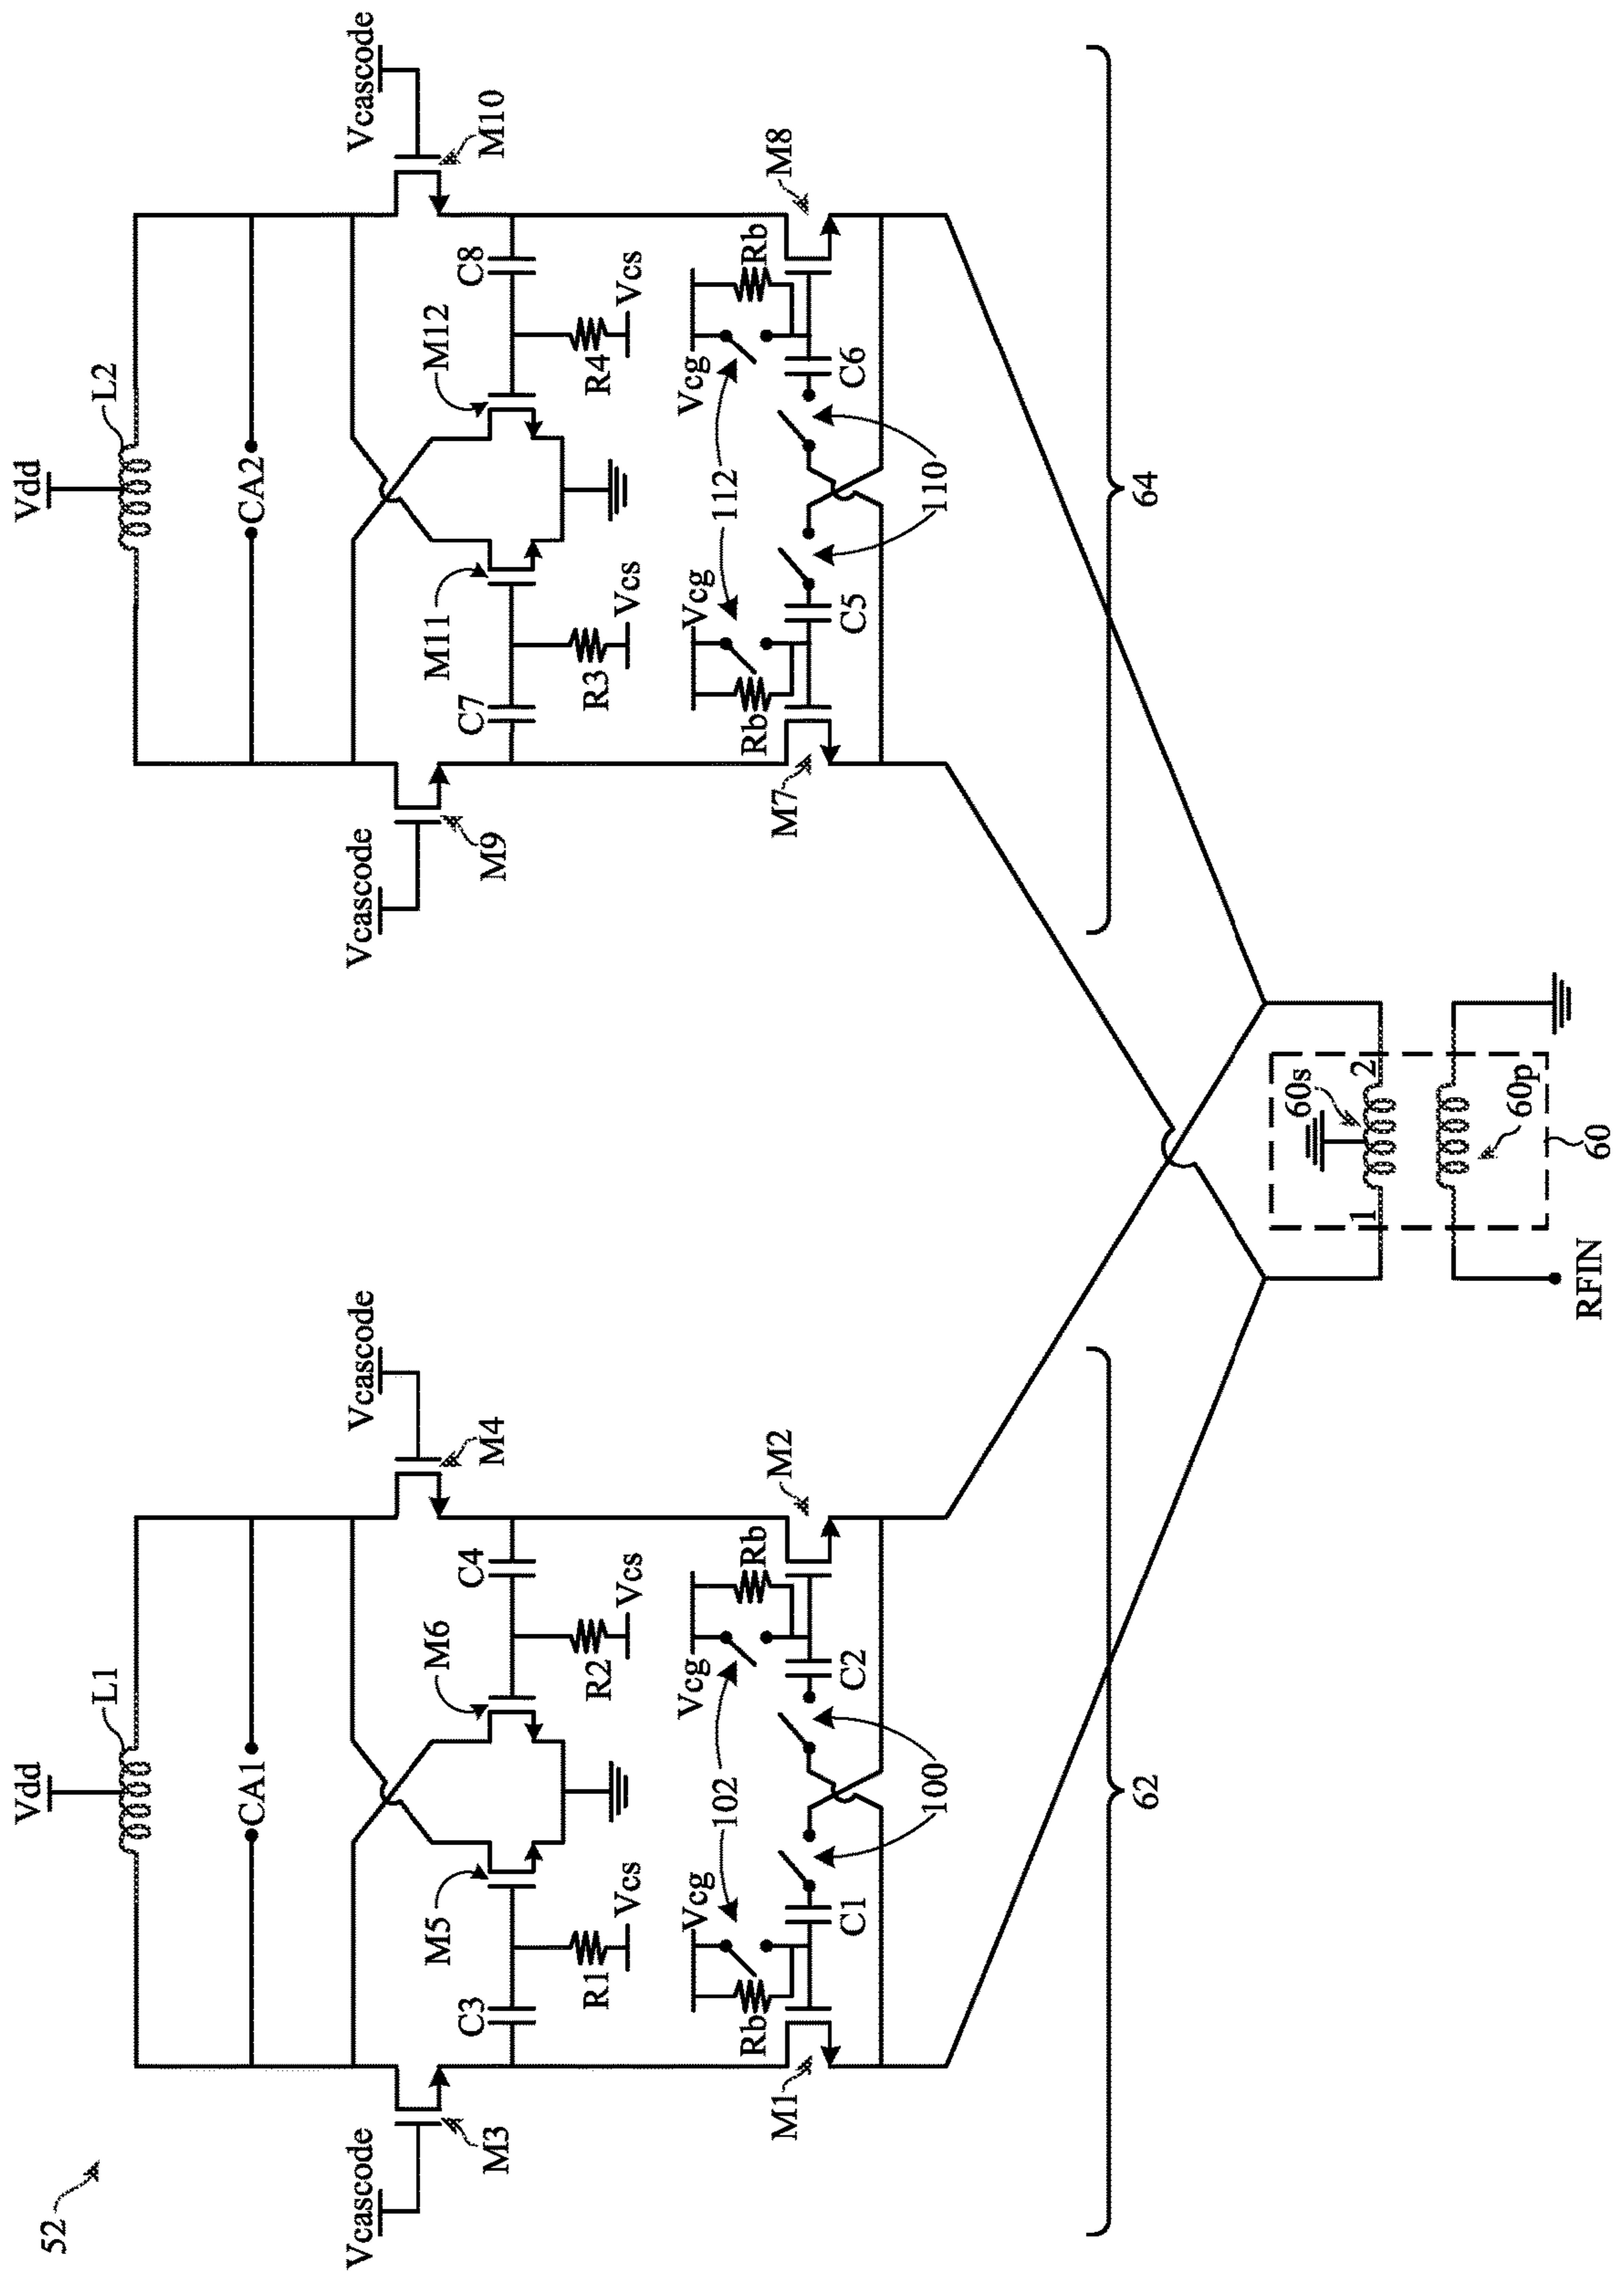 52
Vdd
L1
CA1
Vcascode
M3
Vcascode
M4
C3
M5
M6
C4
R1
Vcs
R2
Vcs
Vcg
102
Vcg
Rb
Rb
M1
M2
C1
100
C2
62
Vdd
L2
CA2
Vcascode
M9
Vcascode
M10
C7
M11
M12
C8
R3
Vcs
R4
Vcs
Vcg
112
Vcg
Rb
Rb
M7
M8
C5
110
C6
64
60s
1
2
60p
60
RFIN